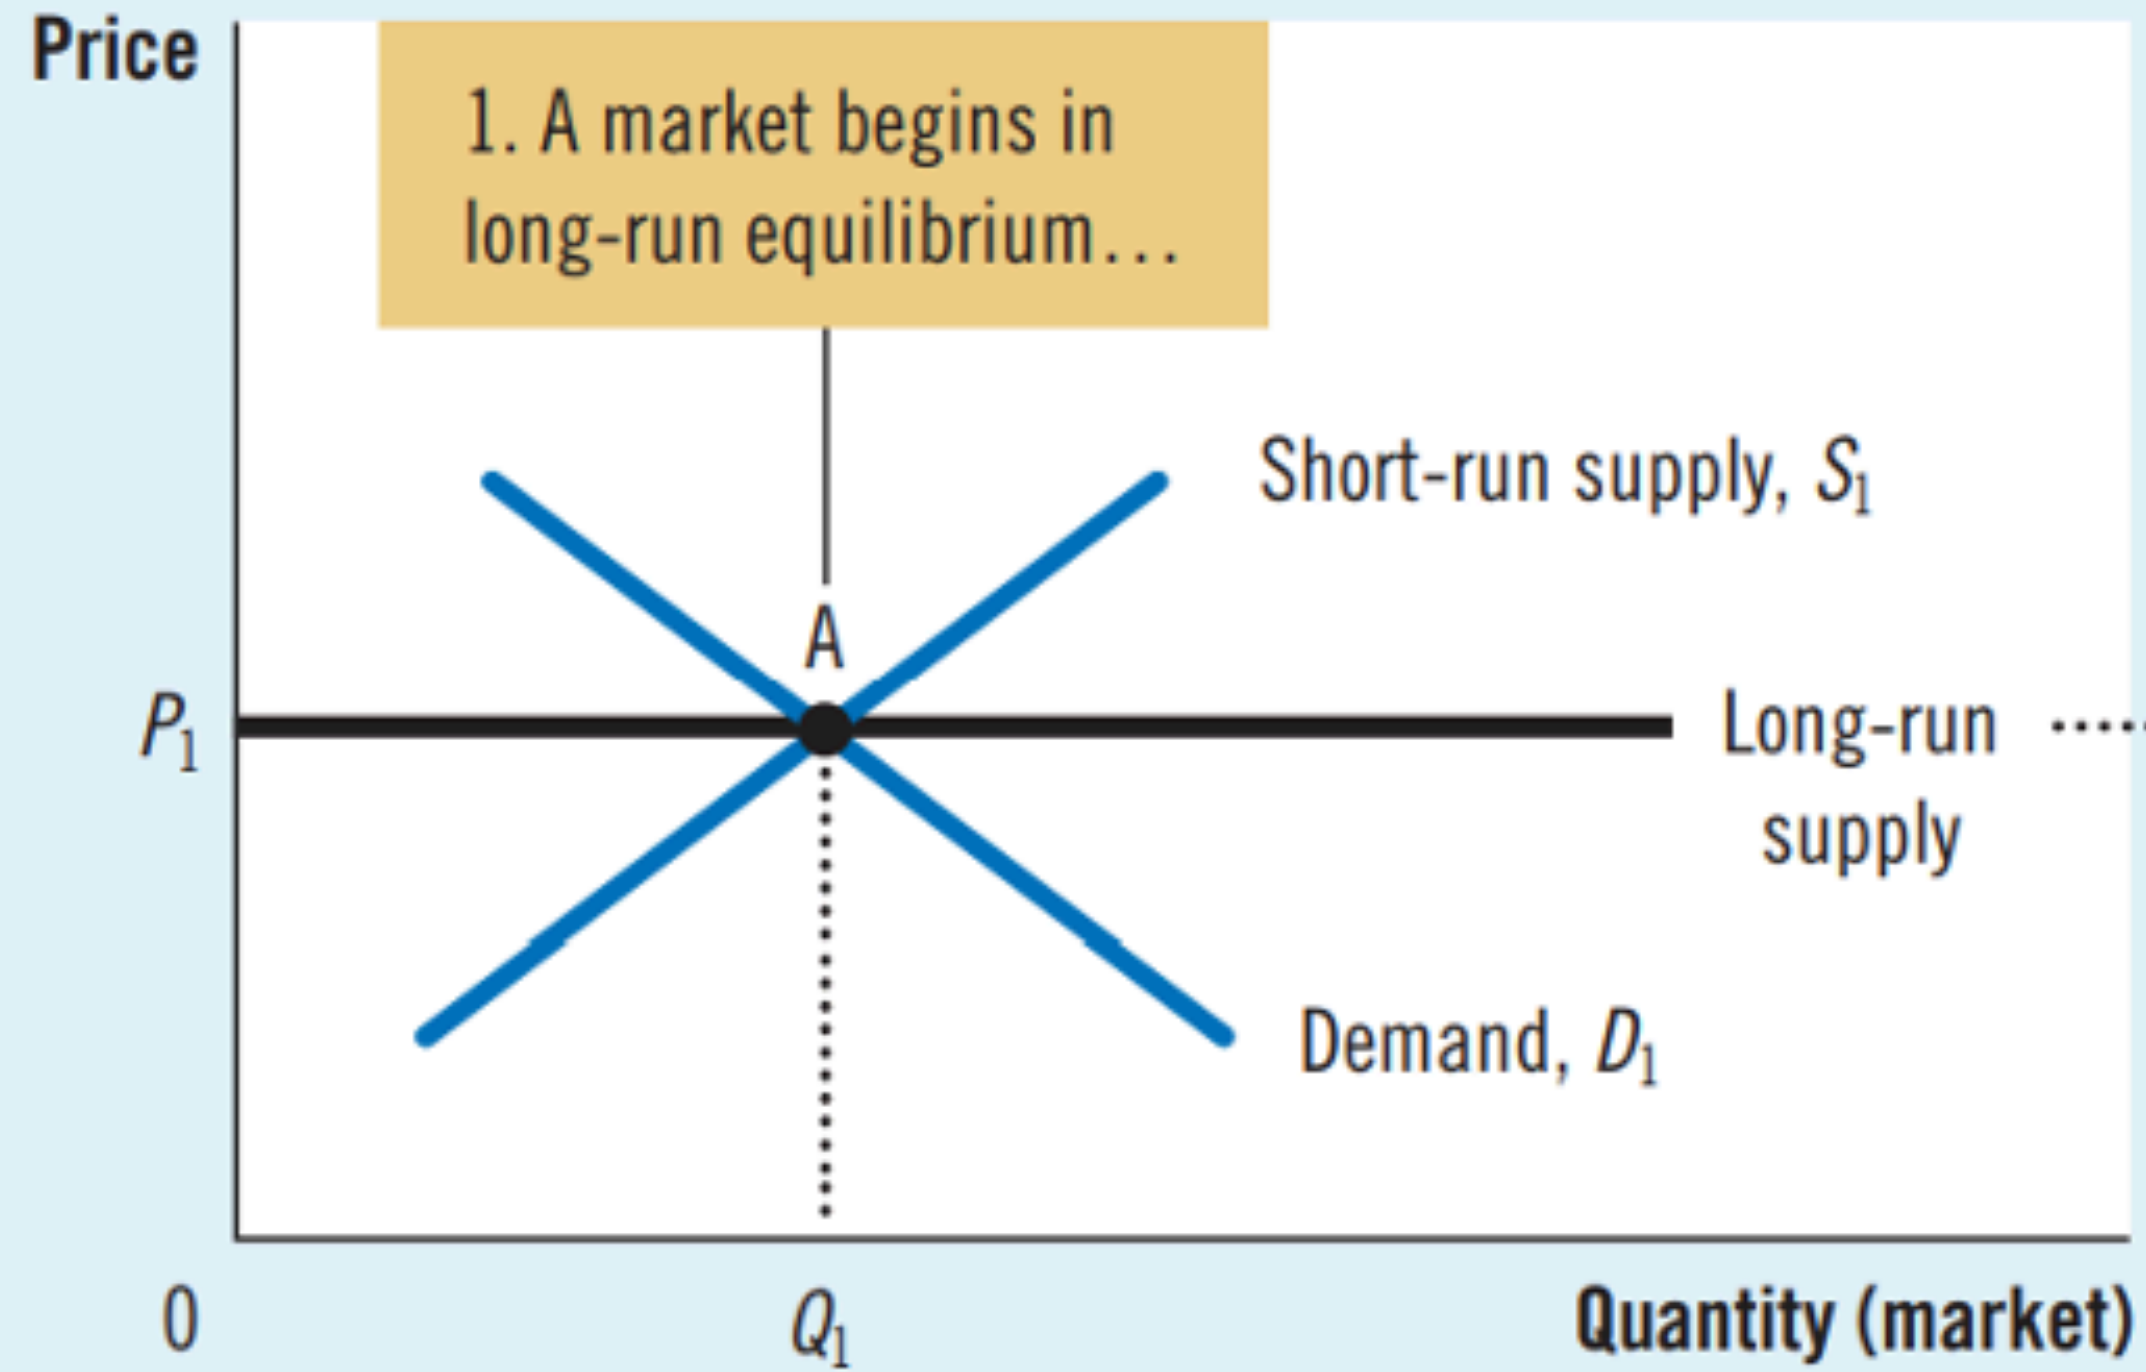 Price
1. A market begins in
long-run equilibrium...
Short-run supply, S1
A
P1
Long-run
supply
Demand, D1
0
Q1
Quantity (market)